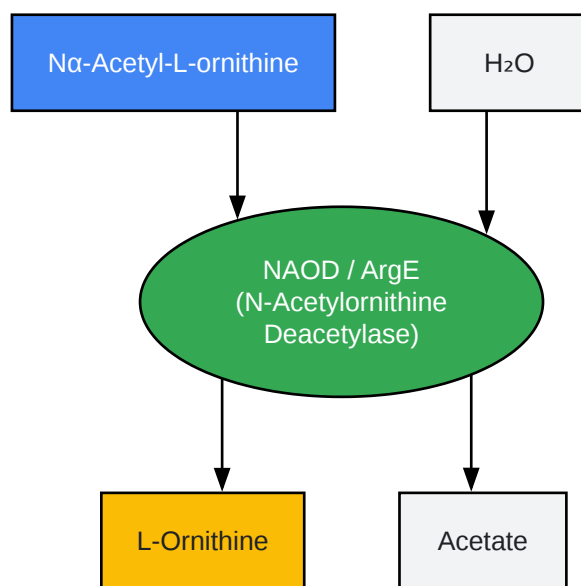 Nα-Acetyl-L-ornithine
H₂O
NAOD / ArgE
(N-Acetylornithine
Deacetylase)
L-Ornithine
Acetate